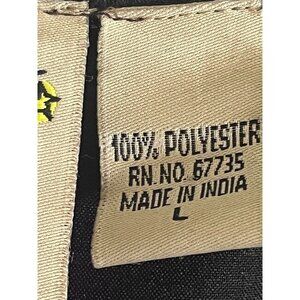 100% POLYESTER
RN. NO. 67735
MADE IN INDIA
L